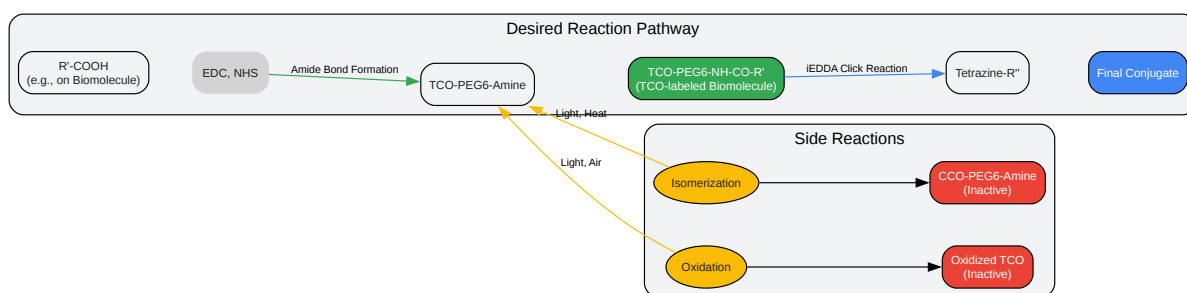 Desired Reaction Pathway
R'-COOH
(e.g., on Biomolecule)
EDC, NHS
Amide Bond Formation
TCO-PEG6-Amine
TCO-PEG6-NH-CO-R'
(TCO-labeled Biomolecule)
iEDDA Click Reaction
Tetrazine-R''
Final Conjugate
Light, Heat
Light, Air
Side Reactions
Isomerization
CCO-PEG6-Amine
(Inactive)
Oxidation
Oxidized TCO
(Inactive)